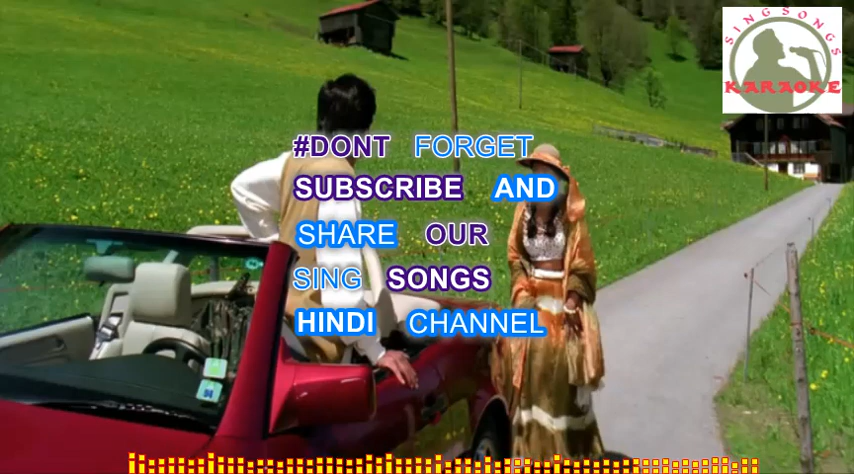 SING SONGS
KARAOKE
#DONT FORGET
SUBSCRIBE AND
SHARE OUR
SING SONGS
HINDI CHANNEL